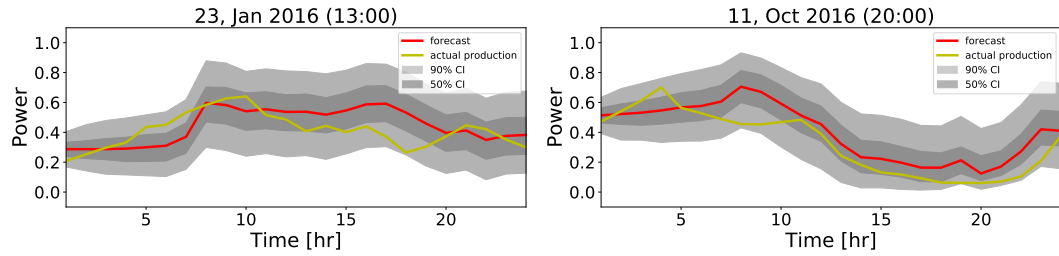 23, Jan 2016 (13:00)
Power
1.0
0.8
0.6
0.4
0.2
0.0
forecast
actual production
90% CI
50% CI
5
10
15
20
Time [hr]
11, Oct 2016 (20:00)
Power
1.0
0.8
0.6
0.4
0.2
0.0
forecast
actual production
90% CI
50% CI
5
10
15
20
Time [hr]